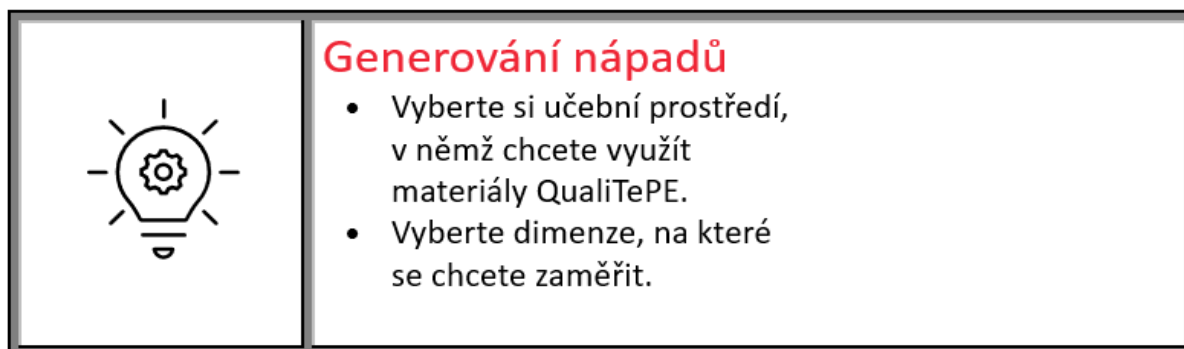 Generování nápadů
• Vyberte si učební prostředí,
v němž chcete využít
materiály QualiTePE.
• Vyberte dimenze, na které
se chcete zaměřit.